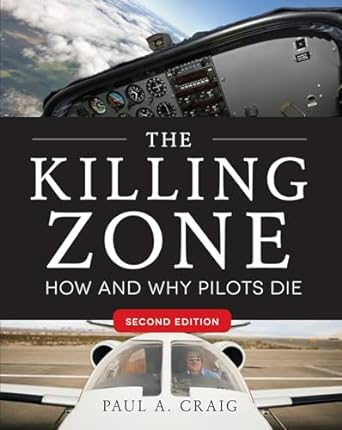 THE
KILLING
ZONE
HOW AND WHY PILOTS DIE
SECOND EDITION
PAUL A. CRAIG